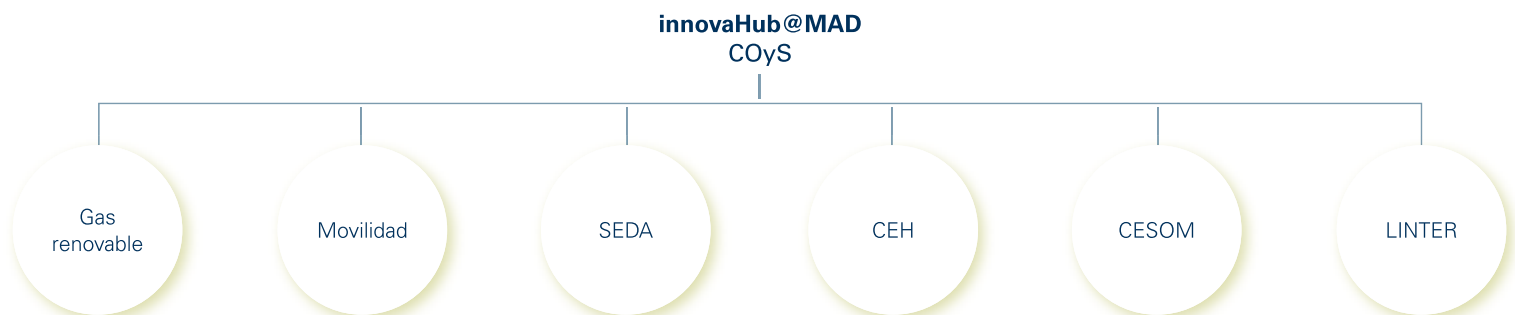 innovaHub@MAD
COyS
Gas
renovable
Movilidad
SEDA
CEH
CESOM
LINTER